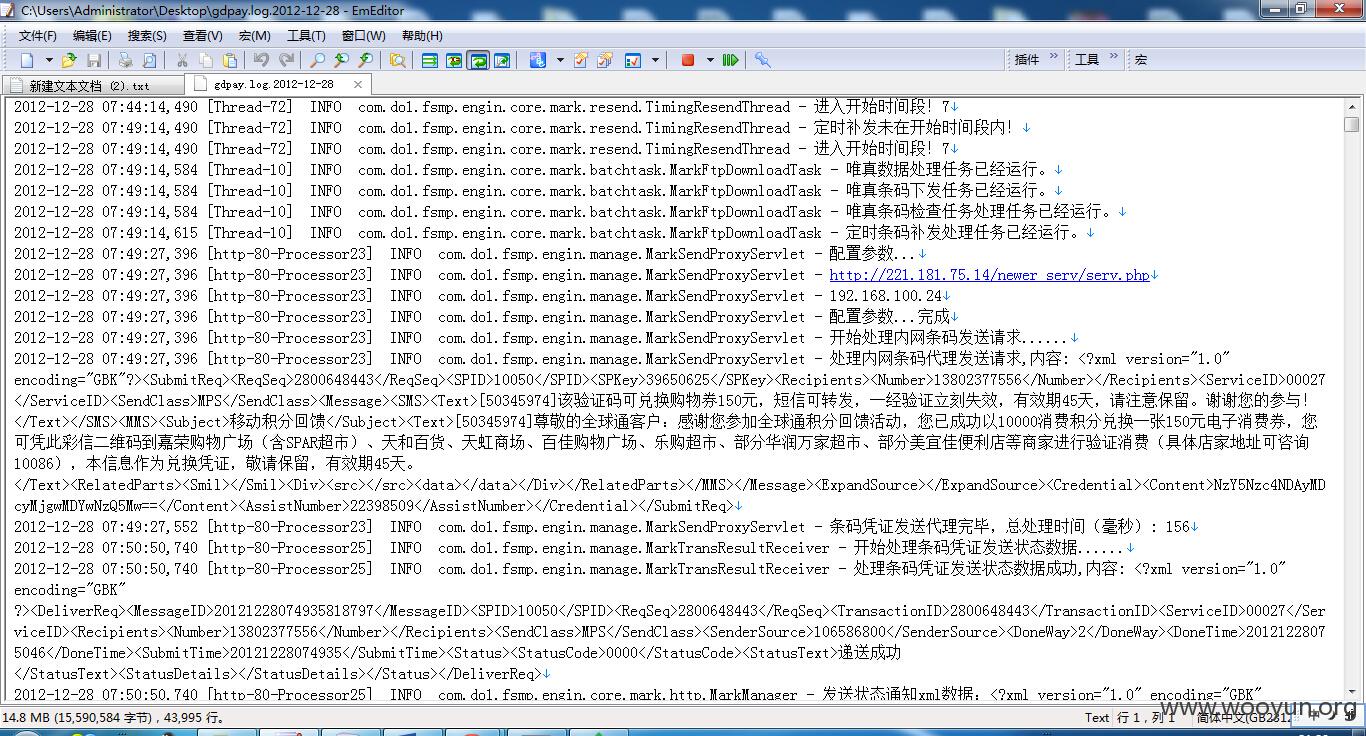 C:\Users\Administrator\Desktop\gdpay.log.2012-12-28 - EmEditor
文件(F) 编辑(E) 搜索(S) 查看(V) 宏(M) 工具(T) 窗口(W) 帮助(H)
插件 » 工具 » 宏
新建文本文档 (2).txt gdpay.log.2012-12-28
2012-12-28 07:44:14,490 [Thread-72] INFO com.dol.fsmp.engin.core.mark.resend.TimingResendThread - 进入开始时间段! 7↓
2012-12-28 07:49:14,490 [Thread-72] INFO com.dol.fsmp.engin.core.mark.resend.TimingResendThread - 定时补发未在开始时间段内! ↓
2012-12-28 07:49:14,490 [Thread-72] INFO com.dol.fsmp.engin.core.mark.resend.TimingResendThread - 进入开始时间段! 7↓
2012-12-28 07:49:14,584 [Thread-10] INFO com.dol.fsmp.engin.core.mark.batchtask.MarkFtpDownloadTask - 唯真数据处理任务已经运行。↓
2012-12-28 07:49:14,584 [Thread-10] INFO com.dol.fsmp.engin.core.mark.batchtask.MarkFtpDownloadTask - 唯真条码下发任务已经运行。↓
2012-12-28 07:49:14,584 [Thread-10] INFO com.dol.fsmp.engin.core.mark.batchtask.MarkFtpDownloadTask - 唯真条码检查任务处理任务已经运行。↓
2012-12-28 07:49:14,615 [Thread-10] INFO com.dol.fsmp.engin.core.mark.batchtask.MarkFtpDownloadTask - 定时条码补发处理任务已经运行。↓
2012-12-28 07:49:27,396 [http-80-Processor23] INFO com.dol.fsmp.engin.manage.MarkSendProxyServlet - 配置参数...↓
2012-12-28 07:49:27,396 [http-80-Processor23] INFO com.dol.fsmp.engin.manage.MarkSendProxyServlet - http://221.181.75.14/newer_serv/serv.php↓
2012-12-28 07:49:27,396 [http-80-Processor23] INFO com.dol.fsmp.engin.manage.MarkSendProxyServlet - 192.168.100.24↓
2012-12-28 07:49:27,396 [http-80-Processor23] INFO com.dol.fsmp.engin.manage.MarkSendProxyServlet - 配置参数...完成↓
2012-12-28 07:49:27,396 [http-80-Processor23] INFO com.dol.fsmp.engin.manage.MarkSendProxyServlet - 开始处理内网条码发送请求......↓
2012-12-28 07:49:27,396 [http-80-Processor23] INFO com.dol.fsmp.engin.manage.MarkSendProxyServlet - 处理内网条码代理发送请求,内容: <?xml version="1.0"
encoding="GBK"?><SubmitReq><ReqSeq>2800648443</ReqSeq><SPID>10050</SPID><SPKey>39650625</SPKey><Recipients><Number>13802377556</Number></Recipients><ServiceID>00027
</ServiceID><SendClass>MPS</SendClass><Message><SMS><Text>[50345974]该验证码可兑换购物券150元，短信可转发，一经验证立刻失效，有效期45天，请注意保留。谢谢您的参与!
</Text></SMS><MMS><Subject>移动积分回馈</Subject><Text>[50345974]尊敬的全球通客户：感谢您参加全球通积分回馈活动，您已成功以10000消费积分兑换一张150元电子消费券，您
可凭此彩信二维码到嘉荣购物广场（含SPAR超市）、天和百货、天虹商场、百佳购物广场、乐购超市、部分华润万家超市、部分美宜佳便利店等商家进行验证消费（具体店家地址可咨询
10086），本信息作为兑换凭证，敬请保留，有效期45天。
</Text><RelatedParts><Smil></Smil><Div><src></src><data></data></Div></RelatedParts></MMS></Message><ExpandSource></ExpandSource><Credential><Content>NzY5Nzc4NDAyMD
cyMjgwMDYwNzQ5Mw==</Content><AssistNumber>22398509</AssistNumber></Credential></SubmitReq>↓
2012-12-28 07:49:27,552 [http-80-Processor23] INFO com.dol.fsmp.engin.manage.MarkSendProxyServlet - 条码凭证发送代理完毕，总处理时间（毫秒）: 156↓
2012-12-28 07:50:50,740 [http-80-Processor25] INFO com.dol.fsmp.engin.manage.MarkTransResultReceiver - 开始处理条码凭证发送状态数据......↓
2012-12-28 07:50:50,740 [http-80-Processor25] INFO com.dol.fsmp.engin.manage.MarkTransResultReceiver - 处理条码凭证发送状态数据成功,内容: <?xml version="1.0"
encoding="GBK"
?><DeliverReq><MessageID>20121228074935818797</MessageID><SPID>10050</SPID><ReqSeq>2800648443</ReqSeq><TransactionID>2800648443</TransactionID><ServiceID>00027</Ser
viceID><Recipients><Number>13802377556</Number></Recipients><SendClass>MPS</SendClass><SenderSource>106586800</SenderSource><DoneWay>2</DoneWay><DoneTime>2012122807
5046</DoneTime><SubmitTime>20121228074935</SubmitTime><Status><StatusCode>0000</StatusCode><StatusText>递送成功
</StatusText><StatusDetails></StatusDetails></Status></DeliverReq>↓
2012-12-28 07:50:50,740 [http-80-Processor25] INFO com.dol.fsmp.engin.core.mark.http.MarkManager - 发送状态通知xml数据: <?xml version="1.0" encoding="GBK"
14.8 MB (15,590,584 字节)，43,995 行。 Text 行 1，列 1 简体中文(GB2312
www.wooyun.org